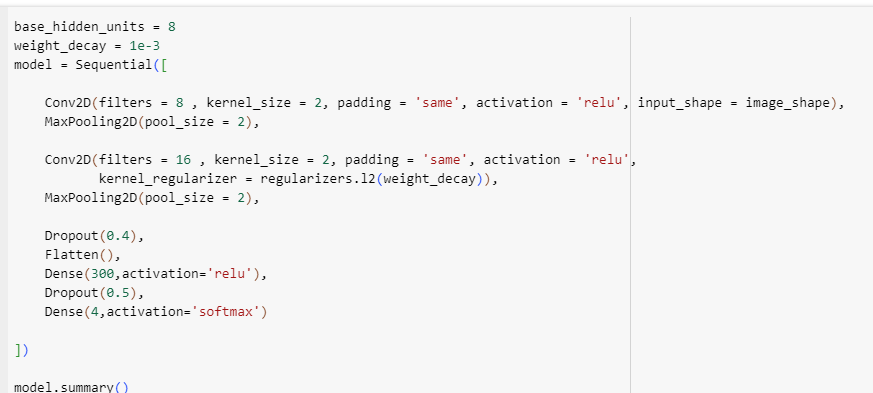 base_hidden_units = 8
weight_decay = 1e-3
model = Sequential([
Conv2D(filters = 8 , kernel_size = 2, padding = 'same', activation = 'relu', input_shape = image_shape),
MaxPooling2D(pool_size = 2),
Conv2D(filters = 16 , kernel_size = 2, padding = 'same', activation = 'relu',
kernel_regularizer = regularizers.l2(weight_decay)),
MaxPooling2D(pool_size = 2),
Dropout(0.4),
Flatten(),
Dense(300,activation='relu'),
Dropout(0.5),
Dense(4,activation='softmax')
])
model.summary()